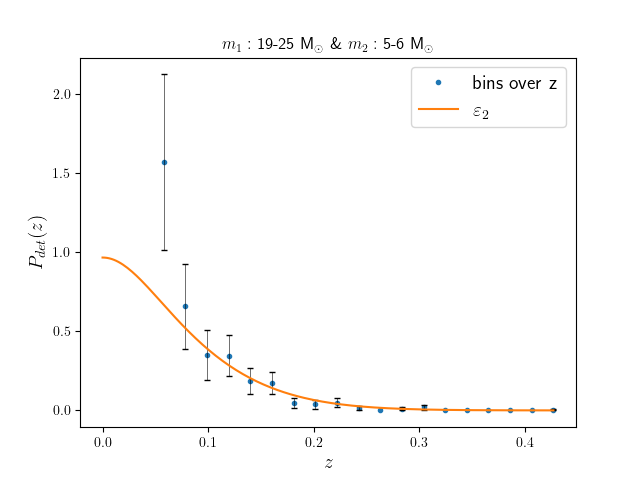 m₁ : 19-25 M⊙ & m₂ : 5-6 M⊙
bins over z
ε₂
P_det(z)
2.0
1.5
1.0
0.5
0.0
0.0 0.1 0.2 0.3 0.4
z